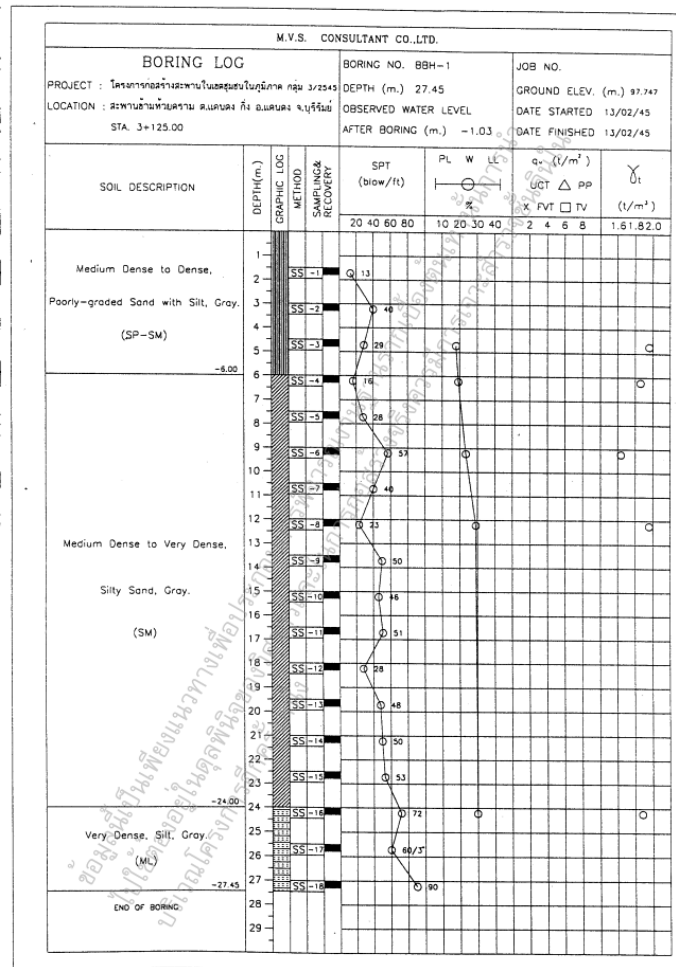 M.V.S. CONSULTANT CO.,LTD.
BORING LOG
PROJECT : โครงการก่อสร้างสะพานในเขตชุมชนในภูมิภาค กลุ่ม 3/2545
LOCATION : สะพานข้ามห้วยคราม ต.แคนดง กิ่ง อ.แคนดง จ.บุรีรัมย์
STA. 3+125.00
BORING NO. BBH-1
DEPTH (m.) 27.45
OBSERVED WATER LEVEL
AFTER BORING (m.) -1.03
JOB NO.
GROUND ELEV. (m.) 97.747
DATE STARTED 13/02/45
DATE FINISHED 13/02/45
SOIL DESCRIPTION
DEPTH(m.)
GRAPHIC LOG
METHOD
SAMPLING&
RECOVERY
SPT
(blow/ft)
20 40 60 80
PL W LL
%
10 20 30 40
qu (t/m²)
UCT △ PP
X FVT □ TV
2 4 6 8
γt
(t/m²)
1.6 1.8 2.0
Medium Dense to Dense,
Poorly-graded Sand with Silt, Gray.
(SP-SM)
-6.00
Medium Dense to Very Dense,
Silty Sand, Gray.
(SM)
-24.00
Very Dense, Silt, Gray.
(ML)
-27.45
END OF BORING
1
2 SS -1 13
3 SS -2 40
4
5 SS -3 29
6 SS -4 16
7
8 SS -5 28
9 SS -6 57
10
11 SS -7 40
12 SS -8 23
13
14 SS -9 50
15 SS -10 46
16
17 SS -11 51
18 SS -12 28
19
20 SS -13 48
21 SS -14 50
22
23 SS -15 53
24 SS -16 72
25
26 SS -17 60/3"
27 SS -18 90
28
29